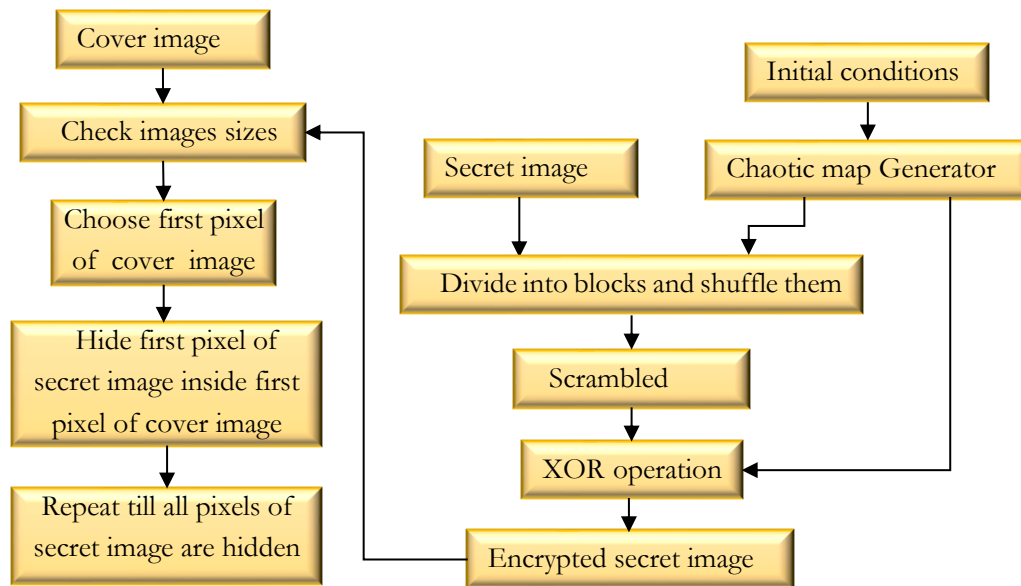 Cover image
Check images sizes
Choose first pixel
of cover image
Hide first pixel of
secret image inside first
pixel of cover image
Repeat till all pixels of
secret image are hidden
Initial conditions
Chaotic map Generator
Secret image
Divide into blocks and shuffle them
Scrambled
XOR operation
Encrypted secret image